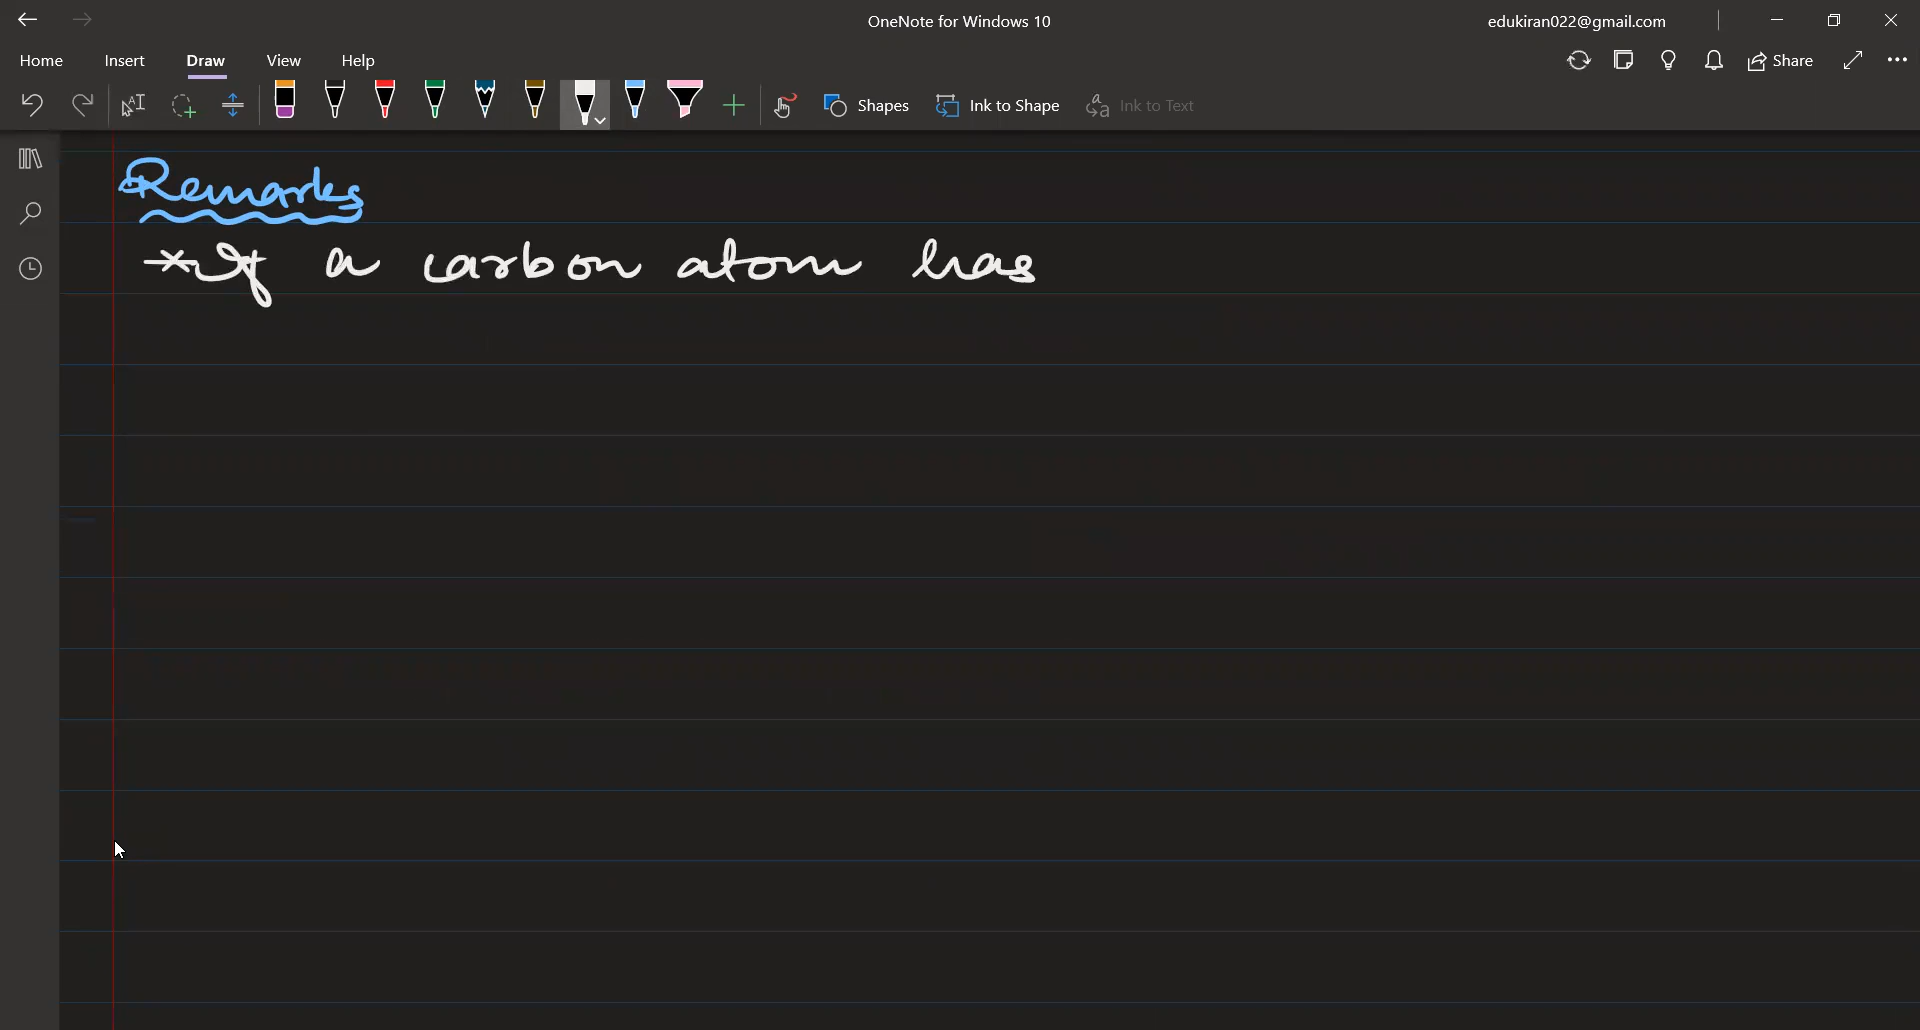 OneNote for Windows 10
edukiran022@gmail.com
Home Insert Draw View Help
Share
Shapes Ink to Shape Ink to Text
Remarks
*If a carbon atom has